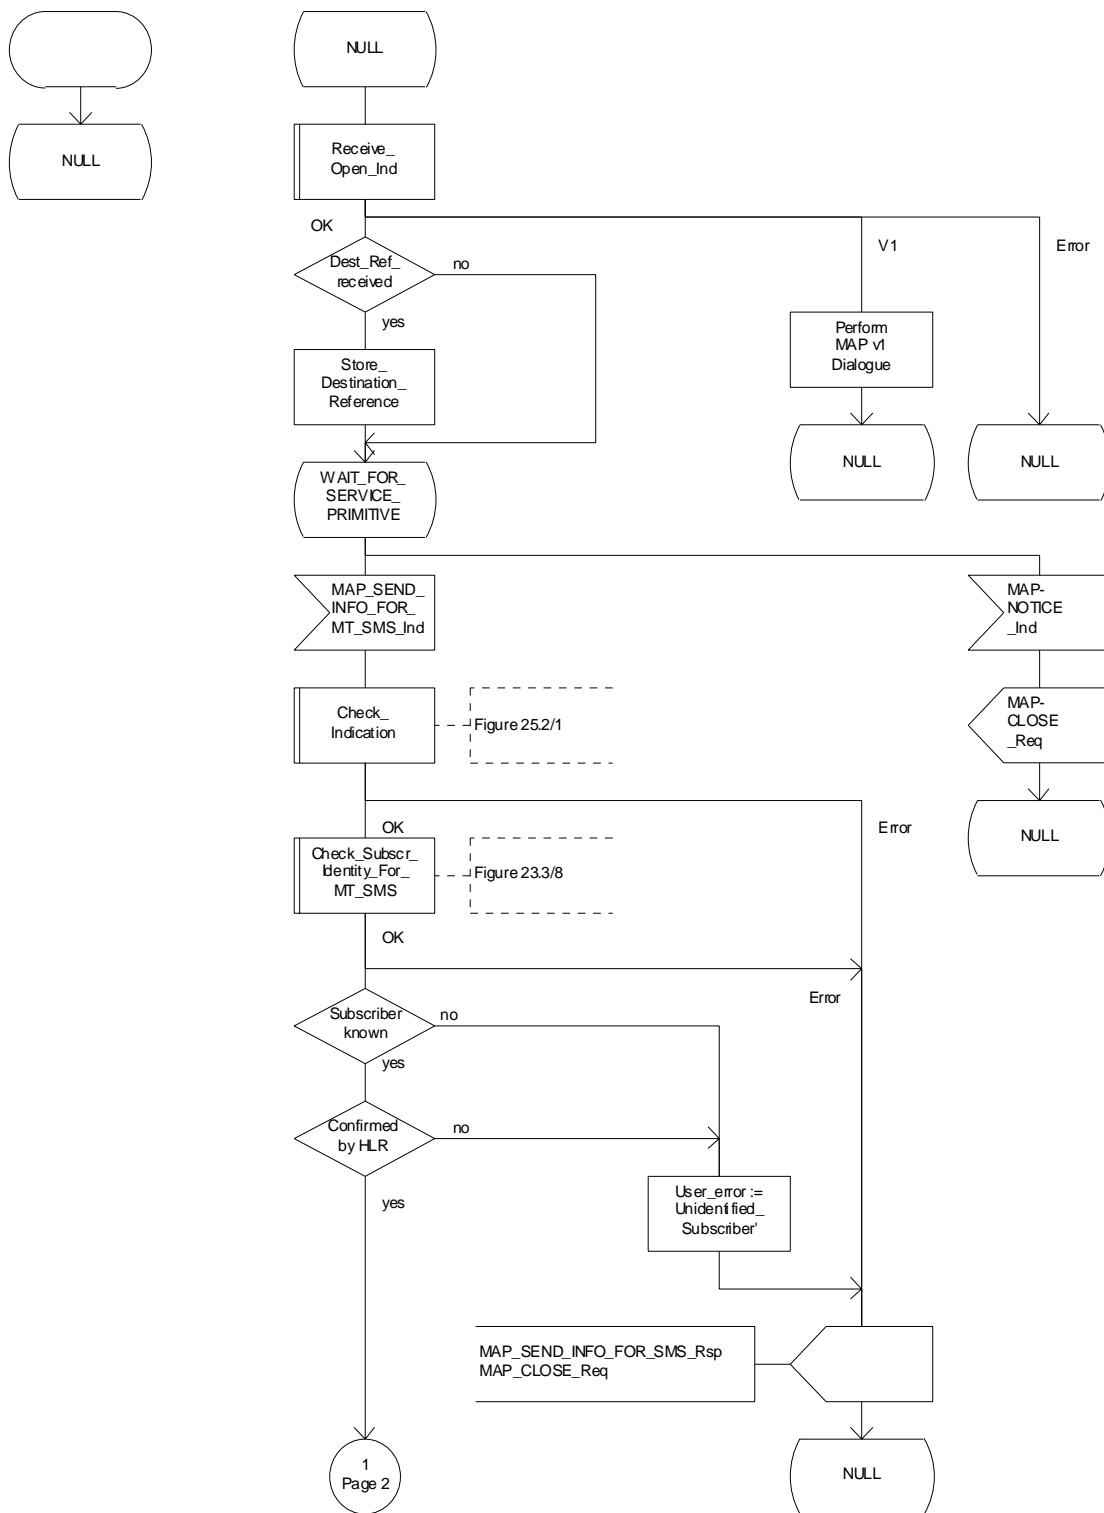 NULL
NULL
Receive_
Open_Ind
OK
V1
Error
Dest_Ref_
received
no
yes
Perform
MAP v1
Dialogue
Store_
Destination_
Reference
NULL
NULL
WAIT_FOR_
SERVICE_
PRIMITIVE
MAP_SEND_
INFO_FOR_
MT_SMS_Ind
MAP-
NOTICE
_Ind
Check_
Indication
Figure 25.2/1
MAP-
CLOSE
_Req
OK
Error
NULL
Check_Subscr_
Identity_For_
MT_SMS
Figure 23.3/8
OK
Error
Subscriber
known
no
yes
Confirmed
by HLR
no
yes
User_error :=
Unidentified_
Subscriber'
MAP_SEND_INFO_FOR_SMS_Rsp
MAP_CLOSE_Req
1
Page 2
NULL